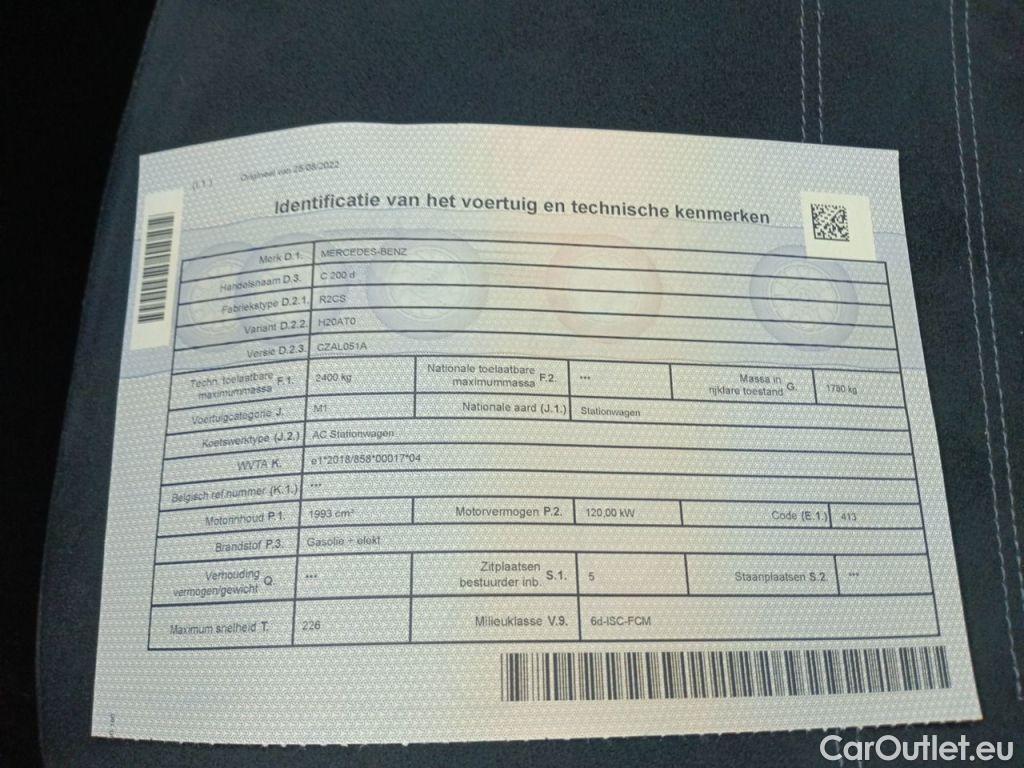 (I.1.) Origineel van 25/08/2022
Identificatie van het voertuig en technische kenmerken
Merk D.1. MERCEDES-BENZ
Handelsnaam D.3. C 200 d
Fabriekstype D.2.1. R2CS
Variant D.2.2. H20AT0
Versie D.2.3. CZAL051A
Techn. toelaatbare maximummassa F.1. 2400 kg Nationale toelaatbare maximummassa F.2. *** Massa in rijklare toestand G. 1780 kg
Voertuigcategorie J. M1 Nationale aard (J.1.) Stationwagen
Koetswerktype (J.2.) AC Stationwagen
WVTA K. e1*2018/858*00017*04
Belgisch ref.nummer (K.1.) ***
Motorinhoud P.1. 1993 cm³ Motorvermogen P.2. 120,00 kW Code (E.1.) 413
Brandstof P.3. Gasolie + elekt
Verhouding vermogen/gewicht Q. *** Zitplaatsen bestuurder inb. S.1. 5 Staanplaatsen S.2. ***
Maximum snelheid T. 226 Milieuklasse V.9. 6d-ISC-FCM
CarOutlet.eu